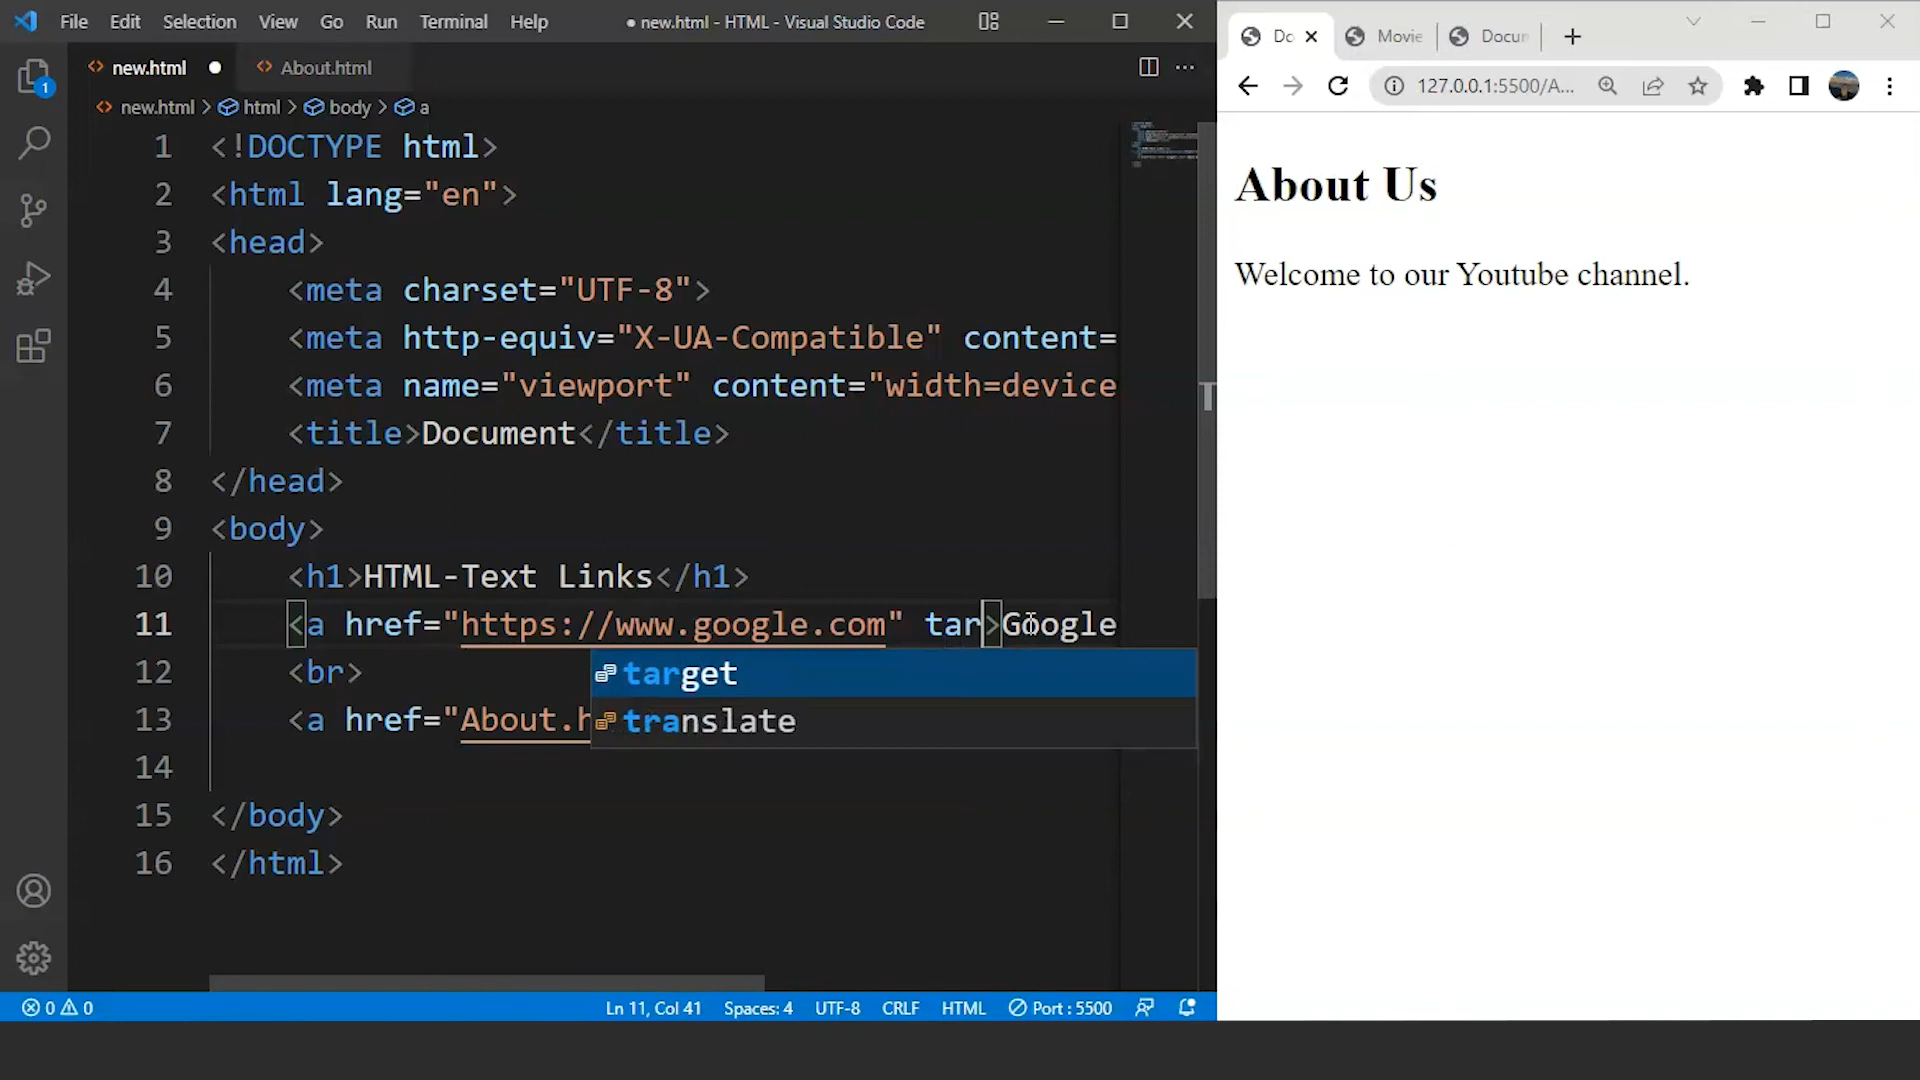 File Edit Selection View Go Run Terminal Help
● new.html - HTML - Visual Studio Code
new.html ● About.html
new.html > html > body > a
1 <!DOCTYPE html>
2 <html lang="en">
3 <head>
4 <meta charset="UTF-8">
5 <meta http-equiv="X-UA-Compatible" content=
6 <meta name="viewport" content="width=device
7 <title>Document</title>
8 </head>
9 <body>
10 <h1>HTML-Text Links</h1>
11 <a href="https://www.google.com" tar>Google
12 <br>
target
13 <a href="About.h
translate
14
15 </body>
16 </html>
1
0 0
Ln 11, Col 41 Spaces: 4 UTF-8 CRLF HTML Port : 5500
Do Movie Docun
127.0.0.1:5500/A...
About Us
Welcome to our Youtube channel.
T